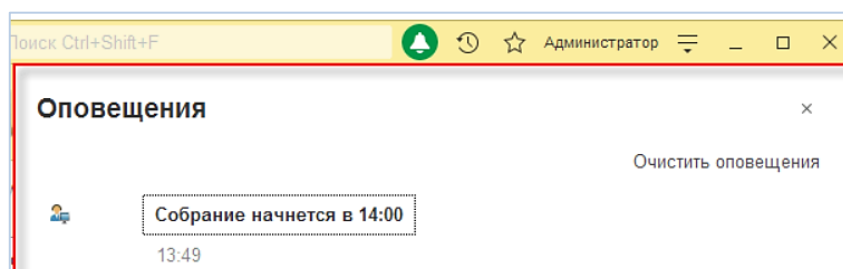 Поиск Ctrl+Shift+F Администратор
Оповещения
Очистить оповещения
Собрание начнется в 14:00
13:49